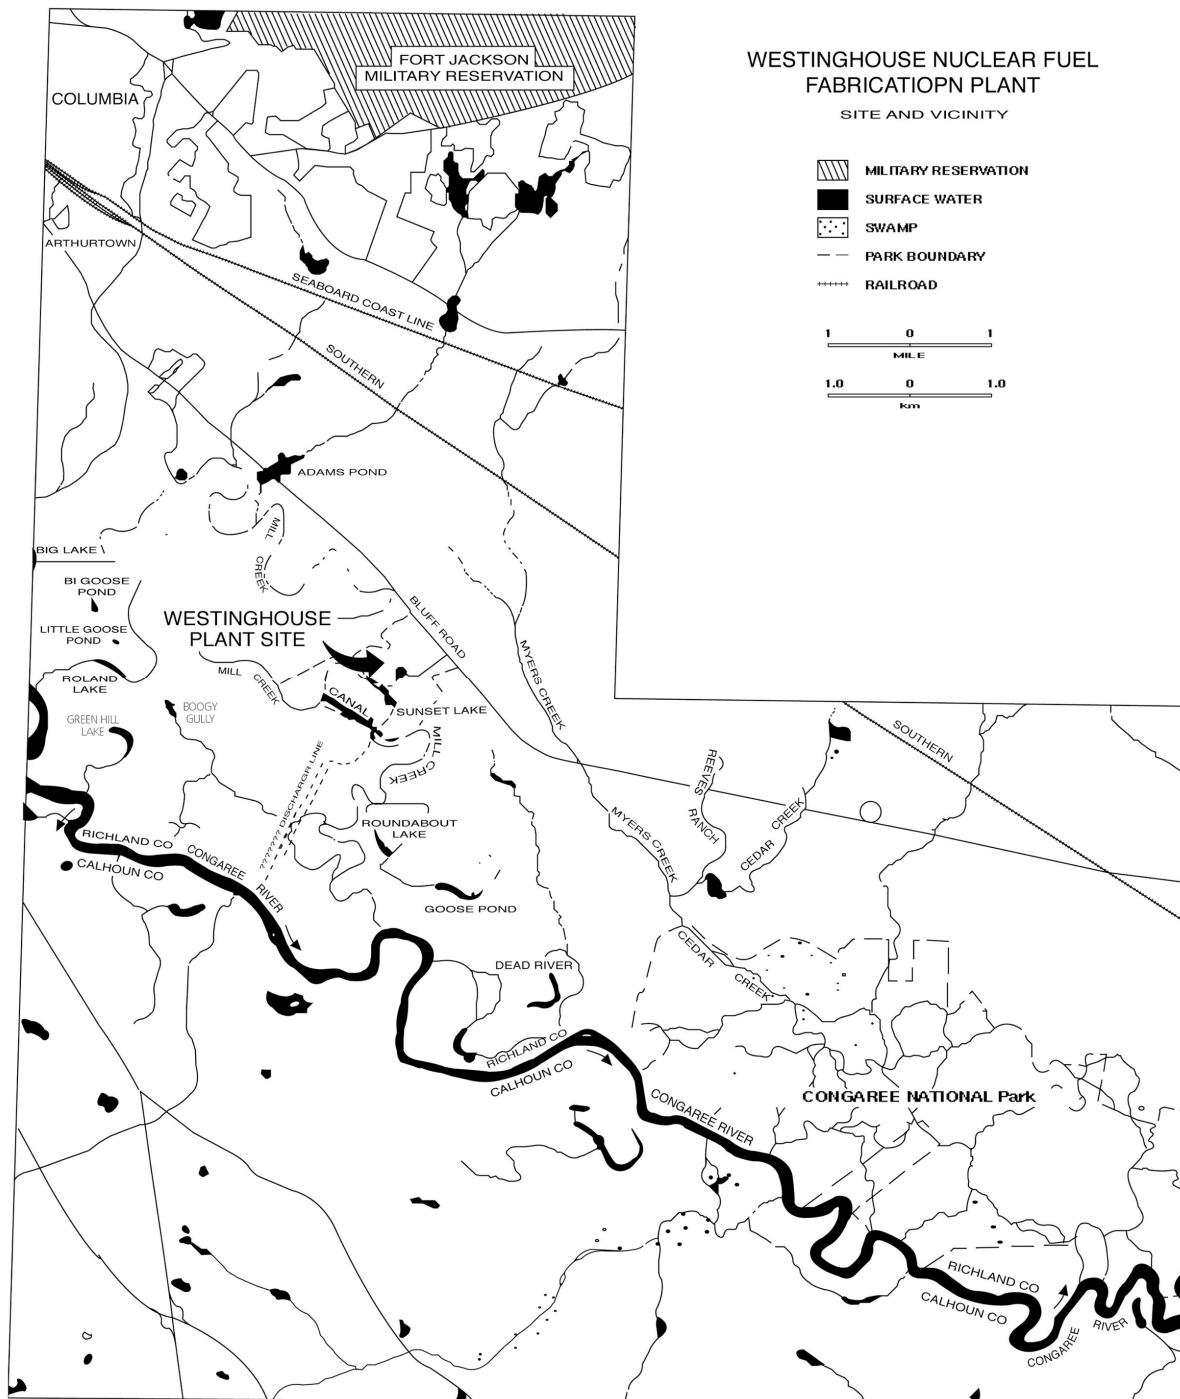 FORT JACKSON
MILITARY RESERVATION
WESTINGHOUSE NUCLEAR FUEL
FABRICATIOPN PLANT
SITE AND VICINITY
MILITARY RESERVATION
SURFACE WATER
SWAMP
PARK BOUNDARY
RAILROAD
1 0 1
MILE
1.0 0 1.0
km
COLUMBIA
ARTHURTOWN
SEABOARD COAST LINE
SOUTHERN
ADAMS POND
MILL
CREEK
BIG LAKE
BI GOOSE
POND
LITTLE GOOSE
POND
ROLAND
LAKE
GREEN HILL
LAKE
BOOGY
GULLY
WESTINGHOUSE
PLANT SITE
BLUFF ROAD
MILL
CREEK
CANAL
SUNSET LAKE
MILL
CREEK
MYERS CREEK
??????? DISCHARGR LINE
ROUNDABOUT
LAKE
GOOSE POND
REEVES
RANCH
SOUTHERN
MYERS CREEK
CEDAR
CREEK
RICHLAND CO
CALHOUN CO
CONGAREE
RIVER
DEAD RIVER
CEDAR
CREEK
RICHLAND CO
CALHOUN CO
CONGAREE NATIONAL Park
CONGAREE RIVER
RICHLAND CO
CALHOUN CO
CONGAREE
RIVER